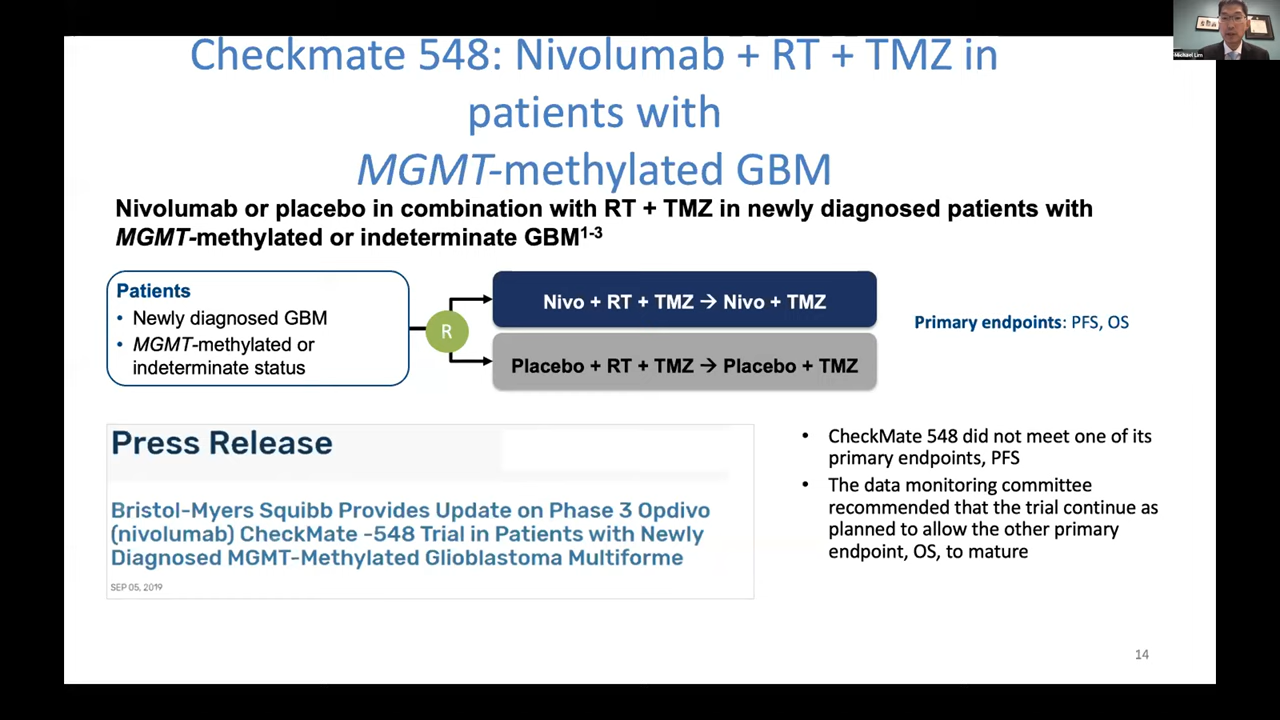 Checkmate 548: Nivolumab + RT + TMZ in
patients with
MGMT-methylated GBM
Nivolumab or placebo in combination with RT + TMZ in newly diagnosed patients with
MGMT-methylated or indeterminate GBM1-3
Patients
• Newly diagnosed GBM
• MGMT-methylated or
indeterminate status
R
Nivo + RT + TMZ → Nivo + TMZ
Placebo + RT + TMZ → Placebo + TMZ
Primary endpoints: PFS, OS
Press Release
Bristol-Myers Squibb Provides Update on Phase 3 Opdivo
(nivolumab) CheckMate -548 Trial in Patients with Newly
Diagnosed MGMT-Methylated Glioblastoma Multiforme
SEP 05, 2019
• CheckMate 548 did not meet one of its
primary endpoints, PFS
• The data monitoring committee
recommended that the trial continue as
planned to allow the other primary
endpoint, OS, to mature
14
Michael Lim